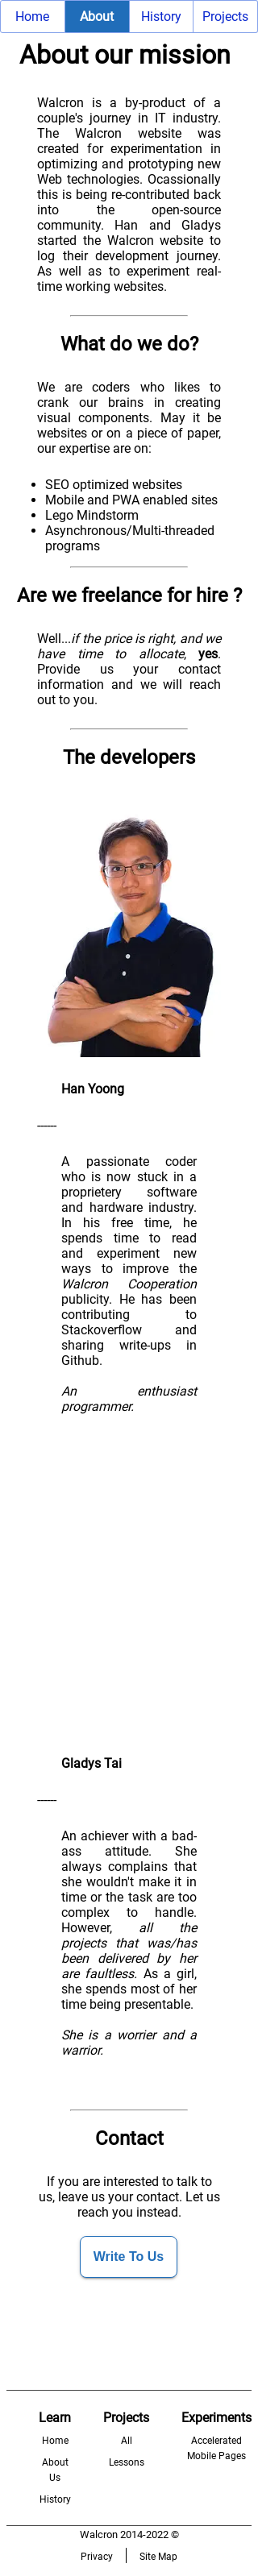 Home About History Projects
About our mission
Walcron is a by-product of a
couple's journey in IT industry.
The Walcron website was
created for experimentation in
optimizing and prototyping new
Web technologies. Ocassionally
this is being re-contributed back
into the open-source
community. Han and Gladys
started the Walcron website to
log their development journey.
As well as to experiment real-
time working websites.
What do we do?
We are coders who likes to
crank our brains in creating
visual components. May it be
websites or on a piece of paper,
our expertise are on:
• SEO optimized websites
• Mobile and PWA enabled sites
• Lego Mindstorm
• Asynchronous/Multi-threaded
programs
Are we freelance for hire ?
Well...if the price is right, and we
have time to allocate, yes.
Provide us your contact
information and we will reach
out to you.
The developers
Han Yoong
------
A passionate coder
who is now stuck in a
proprietery software
and hardware industry.
In his free time, he
spends time to read
and experiment new
ways to improve the
Walcron Cooperation
publicity. He has been
contributing to
Stackoverflow and
sharing write-ups in
Github.
An enthusiast
programmer.
Gladys Tai
------
An achiever with a bad-
ass attitude. She
always complains that
she wouldn't make it in
time or the task are too
complex to handle.
However, all the
projects that was/has
been delivered by her
are faultless. As a girl,
she spends most of her
time being presentable.
She is a worrier and a
warrior.
Contact
If you are interested to talk to
us, leave us your contact. Let us
reach you instead.
Write To Us
Learn
Home
About
Us
History
Projects
All
Lessons
Experiments
Accelerated
Mobile Pages
Walcron 2014-2022 ©
Privacy Site Map